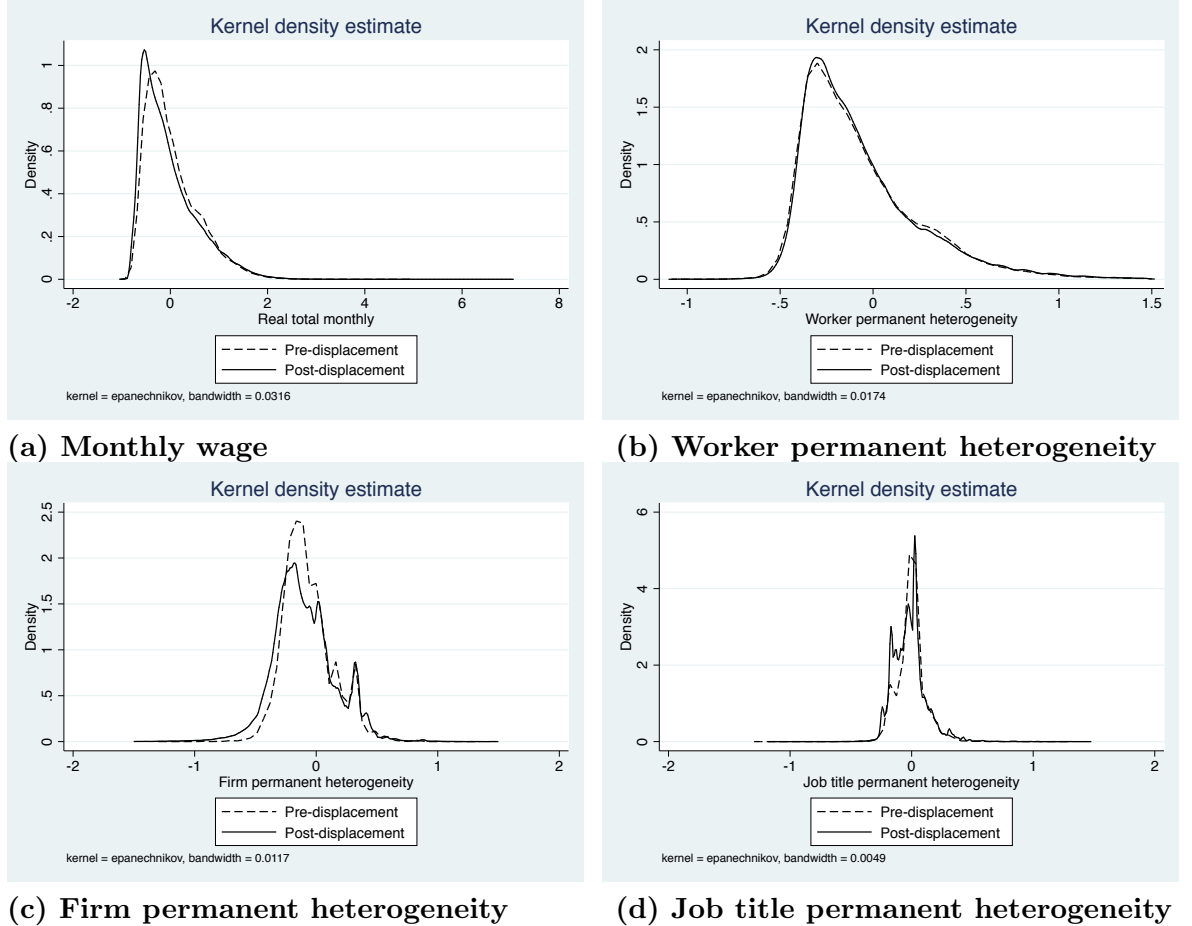 Kernel density estimate
Density
0
.2
.4
.6
.8
1
-2
0
2
4
6
8
Real total monthly
Pre-displacement
Post-displacement
kernel = epanechnikov, bandwidth = 0.0316
(a) Monthly wage
Kernel density estimate
Density
0
.5
1
1.5
2
-1
-.5
0
.5
1
1.5
Worker permanent heterogeneity
Pre-displacement
Post-displacement
kernel = epanechnikov, bandwidth = 0.0174
(b) Worker permanent heterogeneity
Kernel density estimate
Density
0
.5
1
1.5
2
2.5
-2
-1
0
1
2
Firm permanent heterogeneity
Pre-displacement
Post-displacement
kernel = epanechnikov, bandwidth = 0.0117
(c) Firm permanent heterogeneity
Kernel density estimate
Density
0
2
4
6
-2
-1
0
1
2
Job title permanent heterogeneity
Pre-displacement
Post-displacement
kernel = epanechnikov, bandwidth = 0.0049
(d) Job title permanent heterogeneity